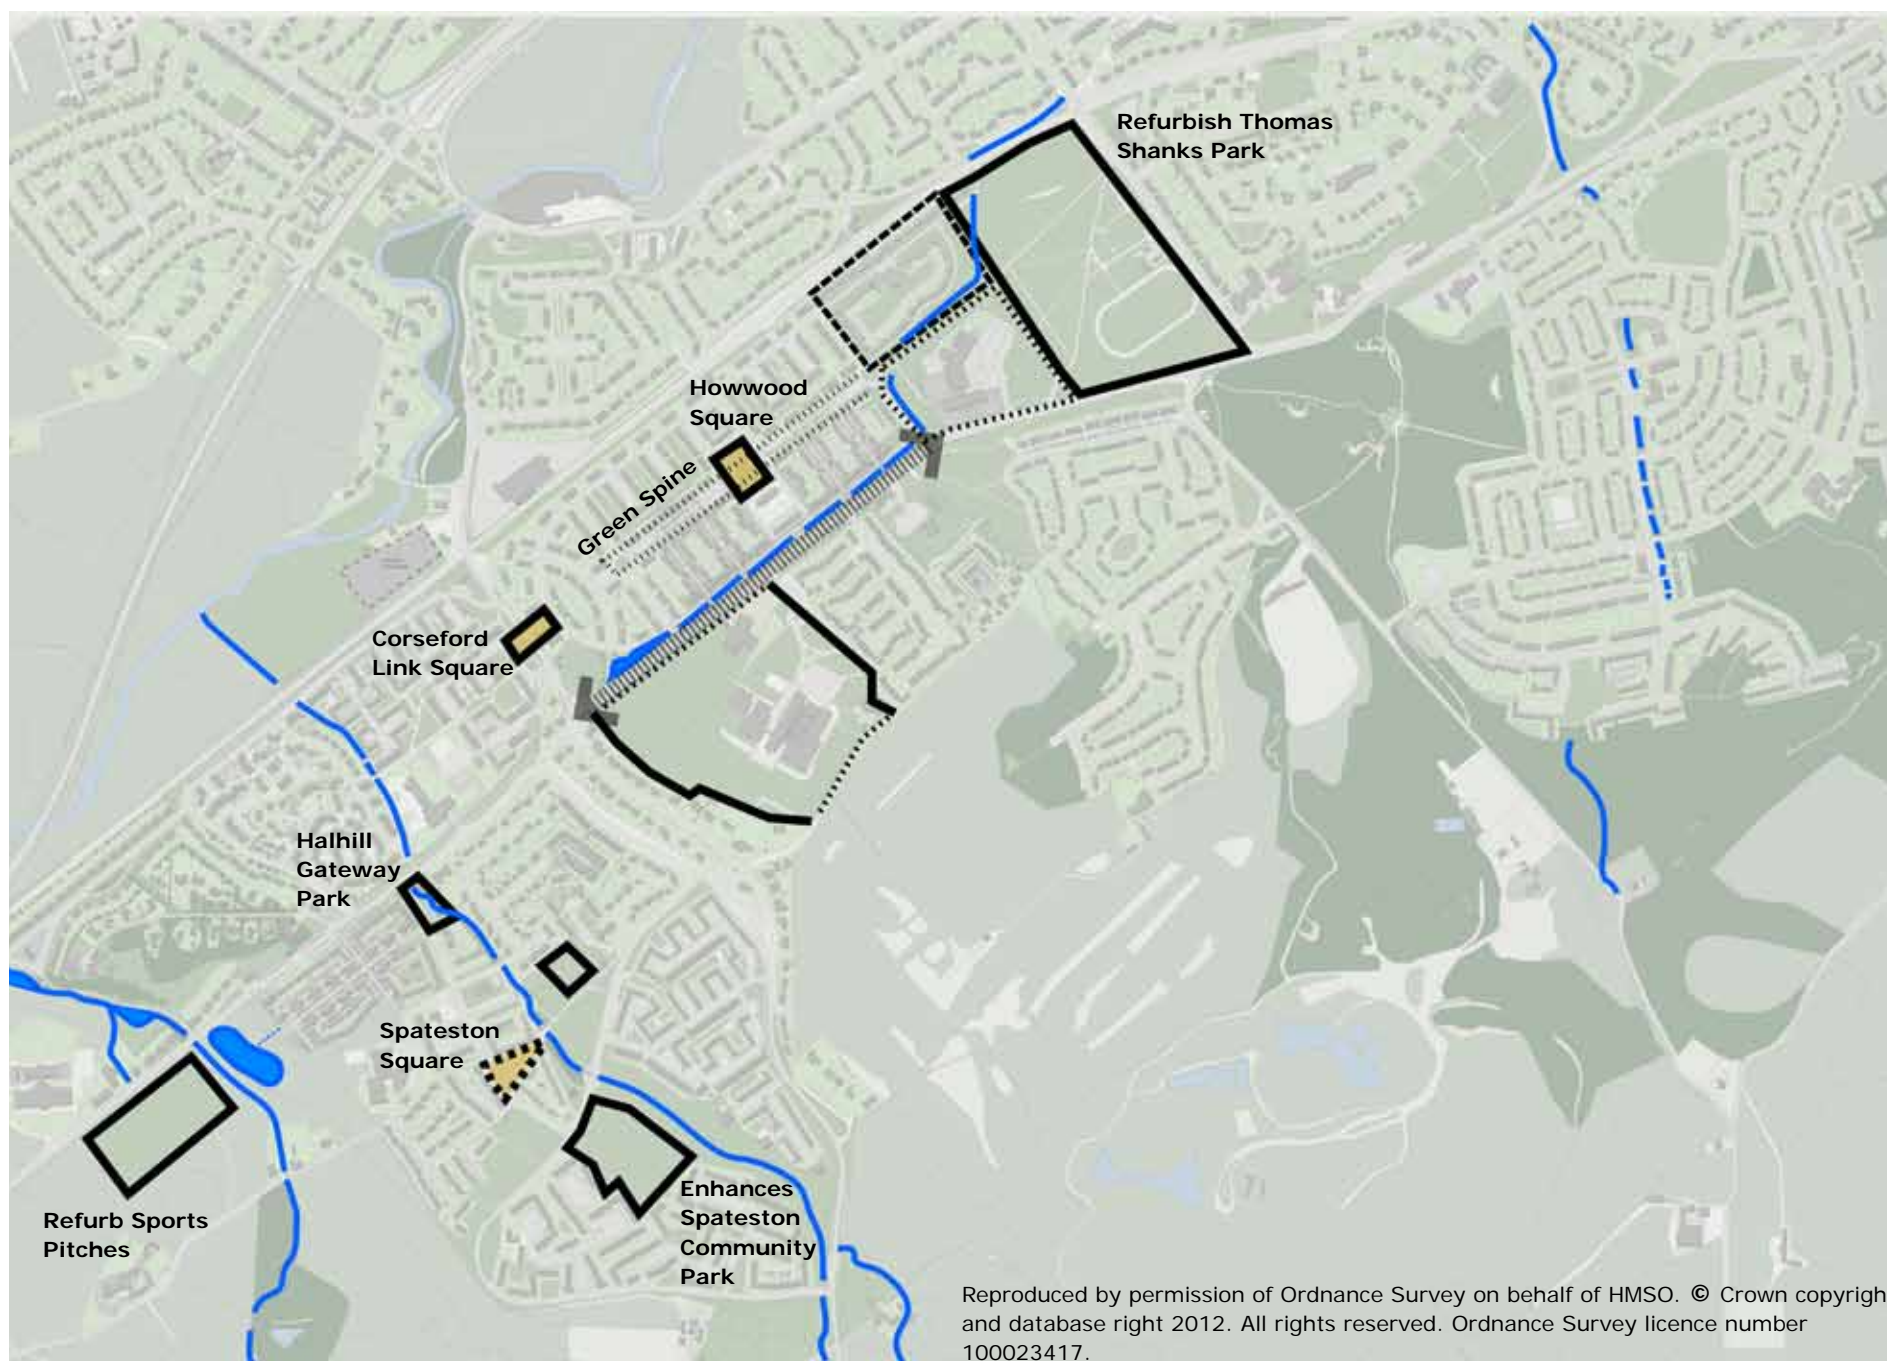 Refurbish Thomas
Shanks Park
Howwood
Square
Green Spine
Corseford
Link Square
Halhill
Gateway
Park
Spateston
Square
Enhances
Spateston
Community
Park
Refurb Sports
Pitches
Reproduced by permission of Ordnance Survey on behalf of HMSO. © Crown copyrigh
and database right 2012. All rights reserved. Ordnance Survey licence number
100023417.